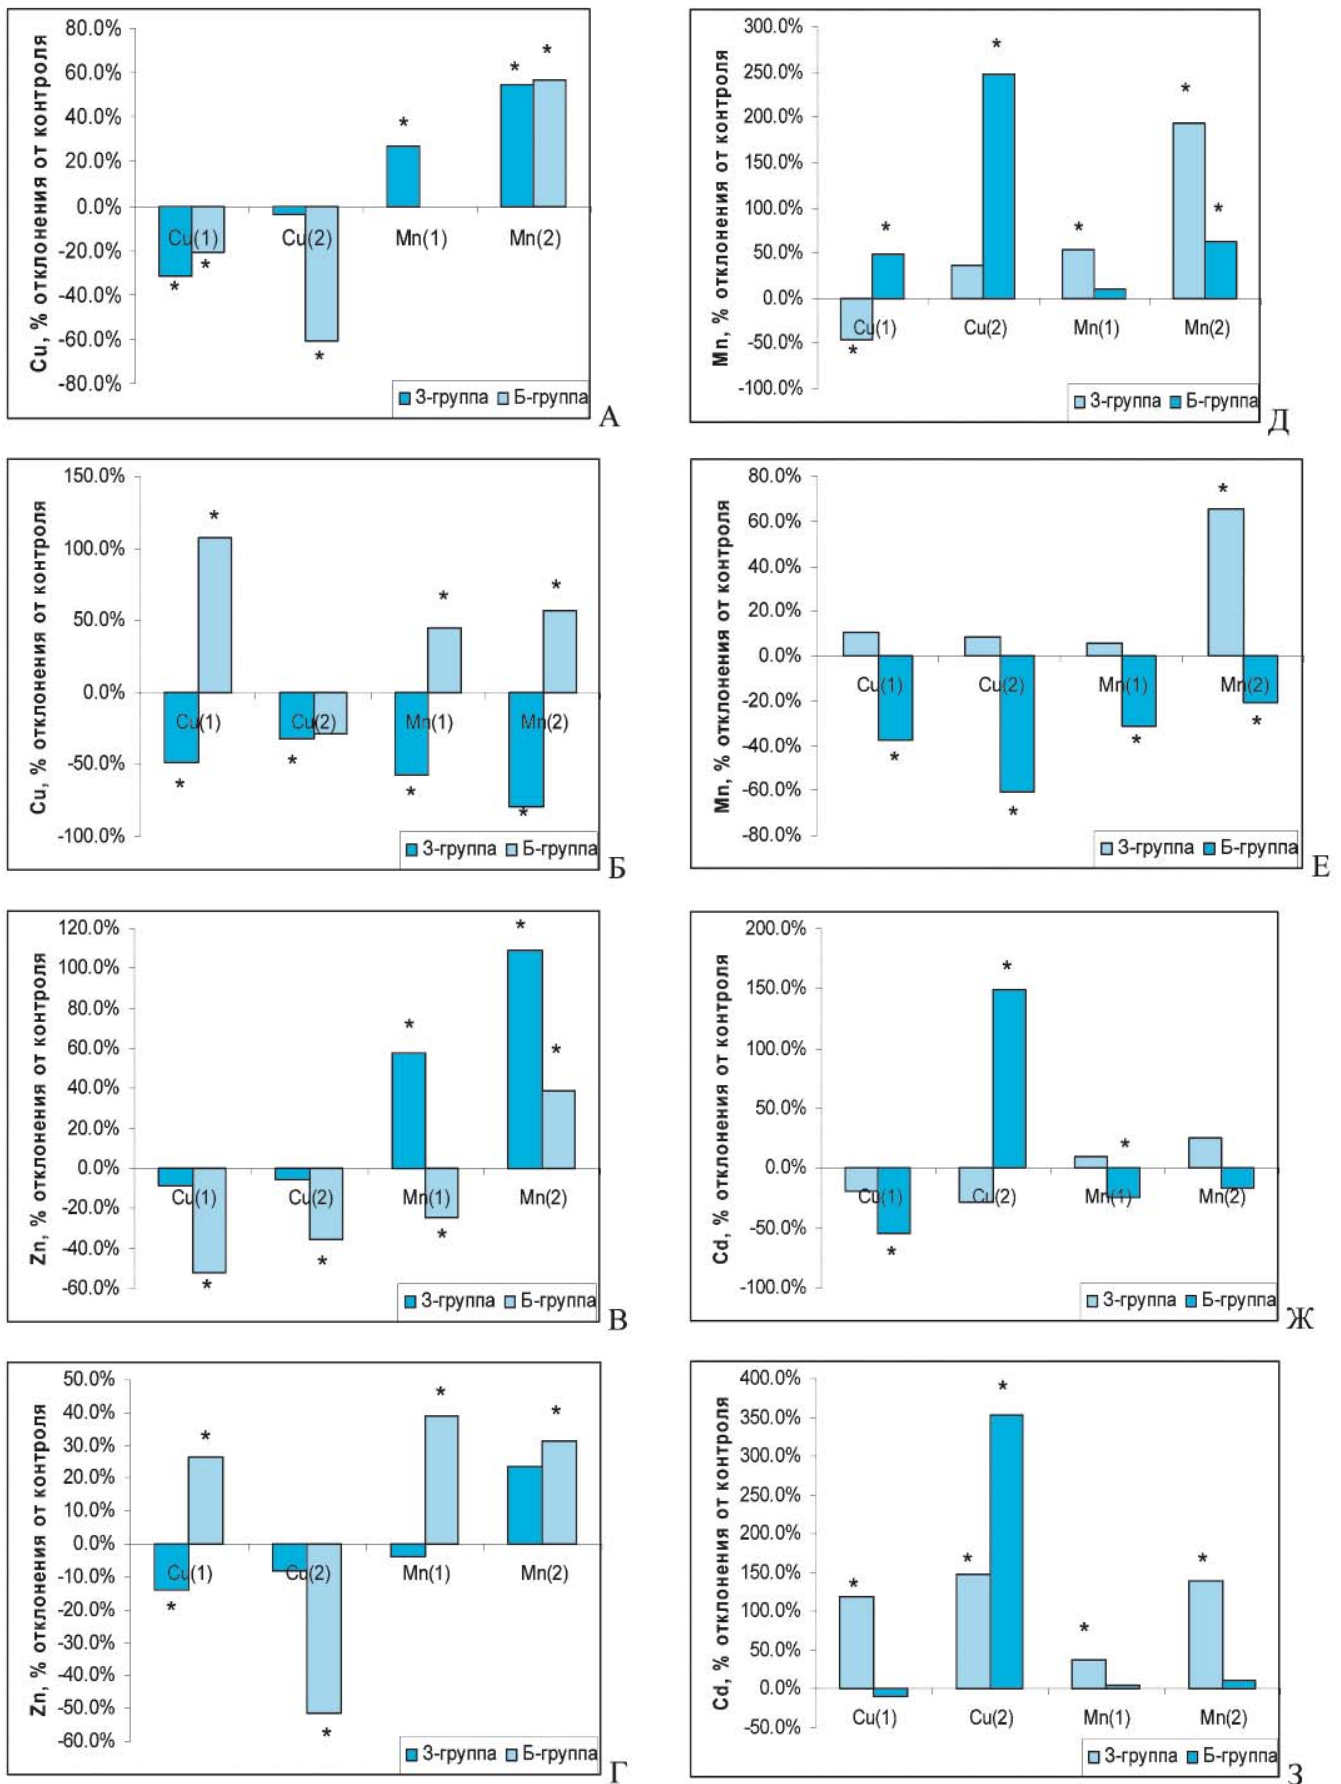 Cu, % отклонения от контроля
80.0%
60.0%
40.0%
20.0%
0.0%
-20.0%
-40.0%
-60.0%
-80.0%
* * * * * *
Cu(1) Cu(2) Mn(1) Mn(2)
З-группа Б-группа
А
Mn, % отклонения от контроля
300.0%
250.0%
200.0%
150.0%
100.0%
50.0%
0.0%
-50.0%
-100.0%
* * * * * *
Cu(1) Cu(2) Mn(1) Mn(2)
З-группа Б-группа
Д
Cu, % отклонения от контроля
150.0%
100.0%
50.0%
0.0%
-50.0%
-100.0%
* * * * * * *
Cu(1) Cu(2) Mn(1) Mn(2)
З-группа Б-группа
Б
Mn, % отклонения от контроля
80.0%
60.0%
40.0%
20.0%
0.0%
-20.0%
-40.0%
-60.0%
-80.0%
* * * * *
Cu(1) Cu(2) Mn(1) Mn(2)
З-группа Б-группа
Е
Zn, % отклонения от контроля
120.0%
100.0%
80.0%
60.0%
40.0%
20.0%
0.0%
-20.0%
-40.0%
-60.0%
* * * * * *
Cu(1) Cu(2) Mn(1) Mn(2)
З-группа Б-группа
В
Cd, % отклонения от контроля
200.0%
150.0%
100.0%
50.0%
0.0%
-50.0%
-100.0%
* * *
Cu(1) Cu(2) Mn(1) Mn(2)
З-группа Б-группа
Ж
Zn, % отклонения от контроля
50.0%
40.0%
30.0%
20.0%
10.0%
0.0%
-10.0%
-20.0%
-30.0%
-40.0%
-50.0%
-60.0%
* * * * *
Cu(1) Cu(2) Mn(1) Mn(2)
З-группа Б-группа
Г
Cd, % отклонения от контроля
400.0%
350.0%
300.0%
250.0%
200.0%
150.0%
100.0%
50.0%
0.0%
-50.0%
* * * * *
Cu(1) Cu(2) Mn(1) Mn(2)
З-группа Б-группа
З